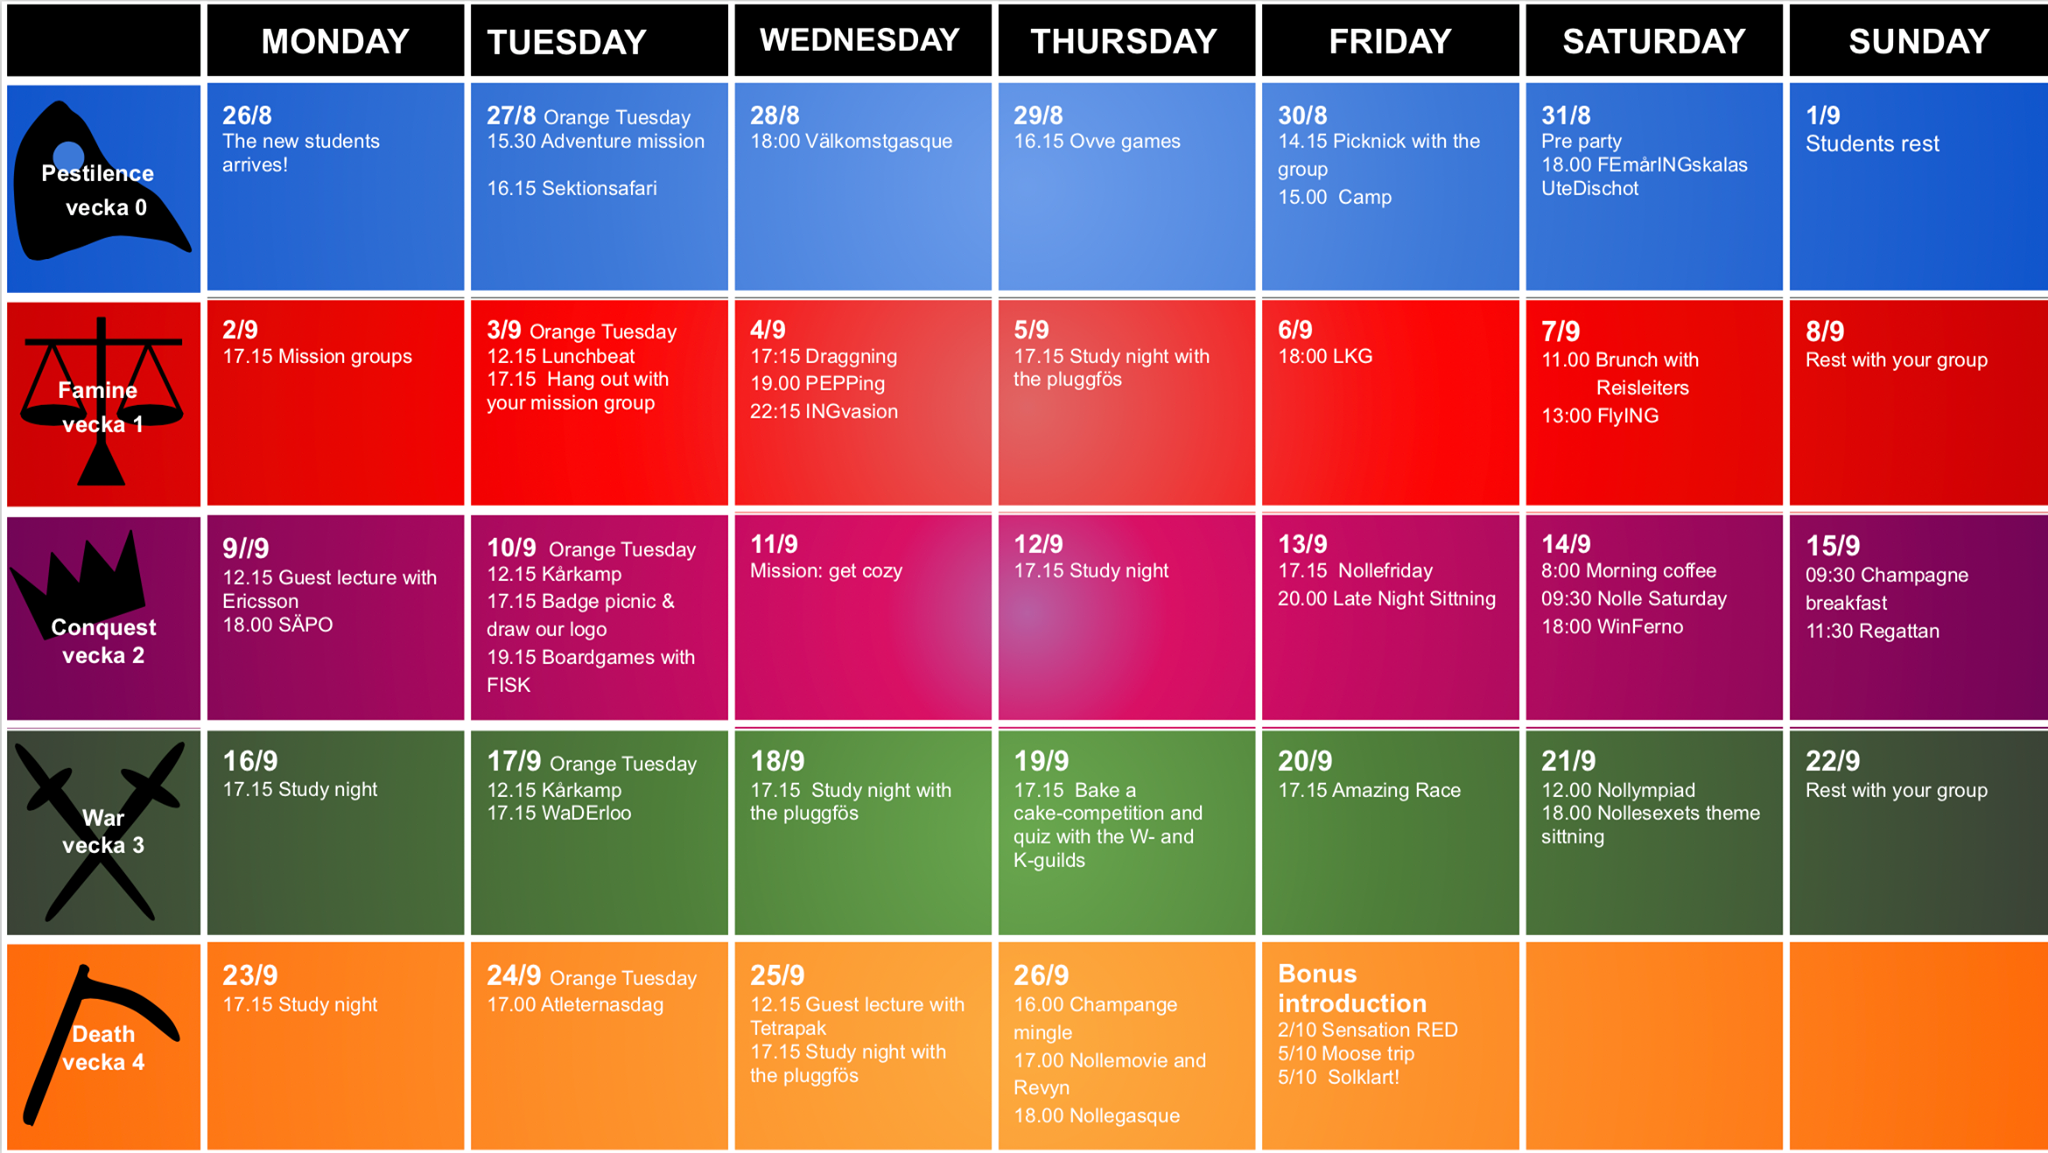 MONDAY
TUESDAY
WEDNESDAY
THURSDAY
FRIDAY
SATURDAY
SUNDAY
Pestilence
vecka 0
26/8
The new students
arrives!
27/8 Orange Tuesday
15.30 Adventure mission
16.15 Sektionsafari
28/8
18:00 Välkomstgasque
29/8
16.15 Ovve games
30/8
14.15 Picknick with the
group
15.00 Camp
31/8
Pre party
18.00 FEmårINGskalas
UteDischot
1/9
Students rest
Famine
vecka 1
2/9
17.15 Mission groups
3/9 Orange Tuesday
12.15 Lunchbeat
17.15 Hang out with
your mission group
4/9
17:15 Draggning
19.00 PEPPing
22:15 INGvasion
5/9
17.15 Study night with
the pluggfös
6/9
18:00 LKG
7/9
11.00 Brunch with
Reisleiters
13:00 FlyING
8/9
Rest with your group
Conquest
vecka 2
9//9
12.15 Guest lecture with
Ericsson
18.00 SÄPO
10/9 Orange Tuesday
12.15 Kårkamp
17.15 Badge picnic &
draw our logo
19.15 Boardgames with
FISK
11/9
Mission: get cozy
12/9
17.15 Study night
13/9
17.15 Nollefriday
20.00 Late Night Sittning
14/9
8:00 Morning coffee
09:30 Nolle Saturday
18:00 WinFerno
15/9
09:30 Champagne
breakfast
11:30 Regattan
War
vecka 3
16/9
17.15 Study night
17/9 Orange Tuesday
12.15 Kårkamp
17.15 WaDErloo
18/9
17.15 Study night with
the pluggfös
19/9
17.15 Bake a
cake-competition and
quiz with the W- and
K-guilds
20/9
17.15 Amazing Race
21/9
12.00 Nollympiad
18.00 Nollesexets theme
sittning
22/9
Rest with your group
Death
vecka 4
23/9
17.15 Study night
24/9 Orange Tuesday
17.00 Atleternasdag
25/9
12.15 Guest lecture with
Tetrapak
17.15 Study night with
the pluggfös
26/9
16.00 Champange
mingle
17.00 Nollemovie and
Revyn
18.00 Nollegasque
Bonus
introduction
2/10 Sensation RED
5/10 Moose trip
5/10 Solklart!